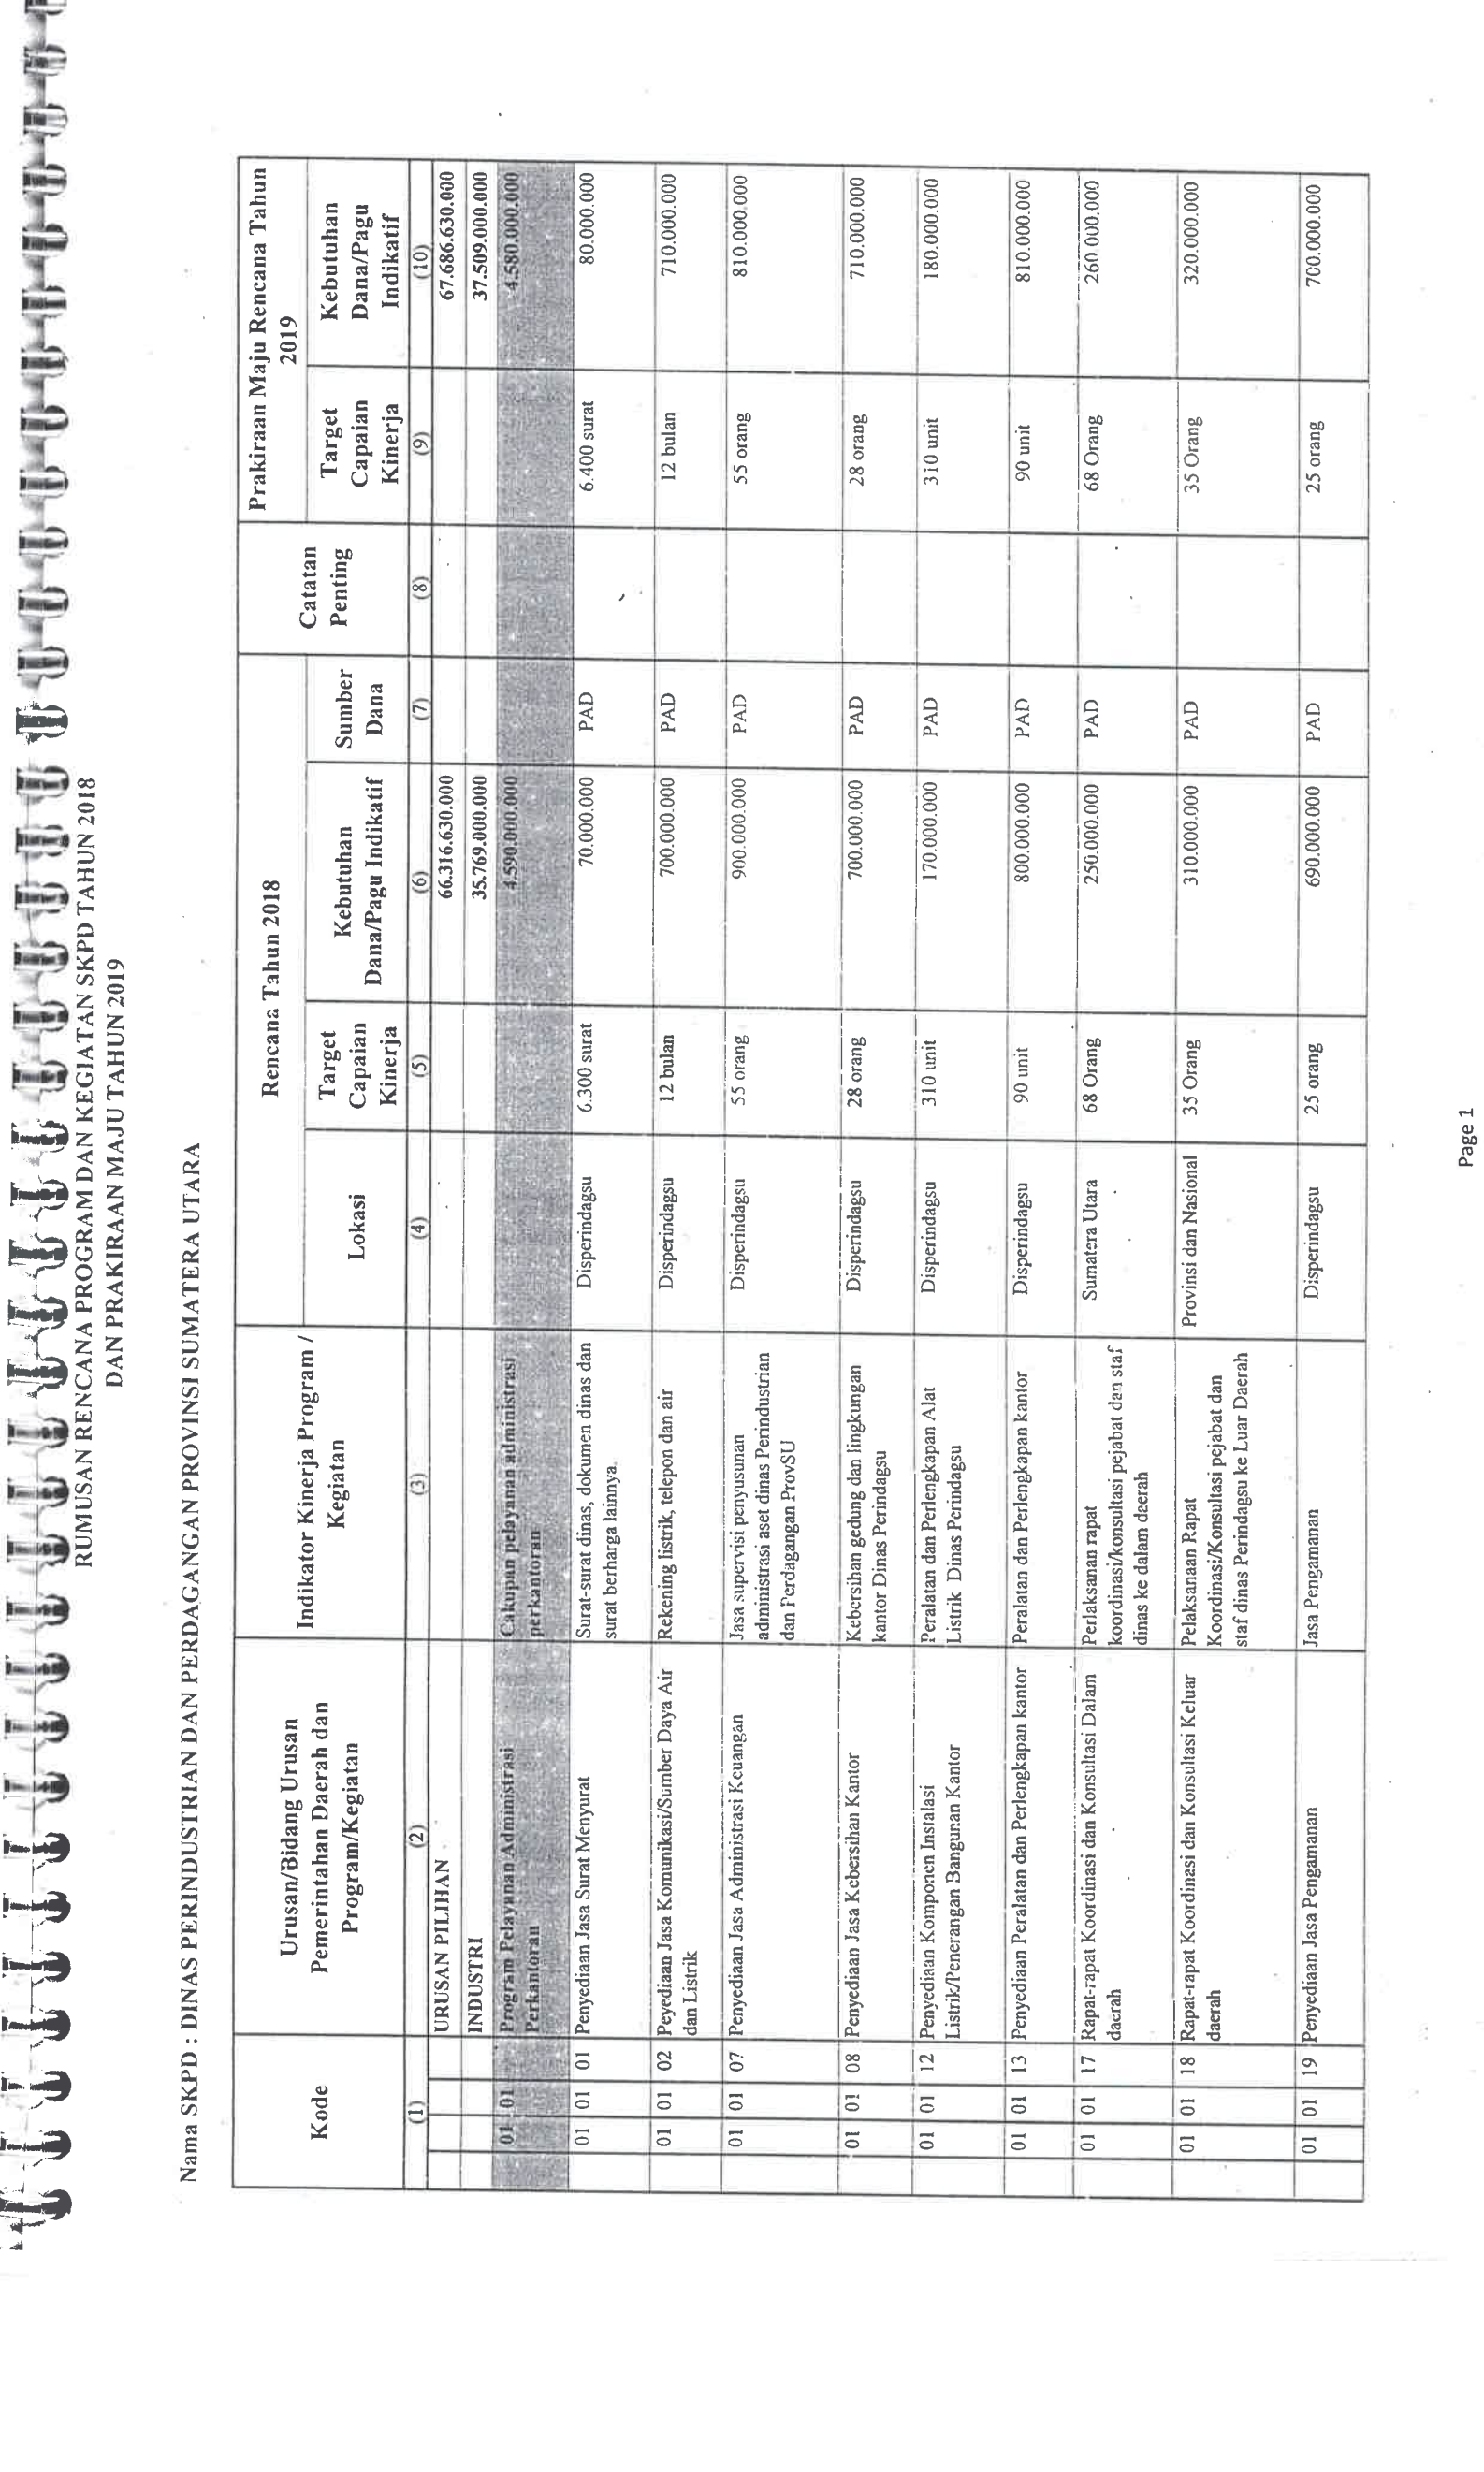 RUMUSAN RENCANA PROGRAM DAN KEGIATAN SKPD TAHUN 2018
DAN PRAKIRAAN MAJU TAHUN 2019
Nama SKPD : DINAS PERINDUSTRIAN DAN PERDAGANGAN PROVINSI SUMATERA UTARA
Kode
Urusan/Bidang Urusan
Pemerintahan Daerah dan
Program/Kegiatan
Indikator Kinerja Program /
Kegiatan
Rencana Tahun 2018
Lokasi
Target
Capaian
Kinerja
Kebutuhan
Dana/Pagu Indikatif
Sumber
Dana
Catatan
Penting
Prakiraan Maju Rencana Tahun
2019
Target
Capaian
Kinerja
Kebutuhan
Dana/Pagu
Indikatif
(1) (2) (3) (4) (5) (6) (7) (8) (9) (10)
URUSAN PILIHAN 66.316.630.000 67.686.630.000
INDUSTRI 35.769.000.000 37.509.000.000
01 01 Program Pelayanan Administrasi
Perkantoran
Cakupan pelayanan administrasi
perkantoran
4.590.000.000 4.580.000.000
01 01 01 Penyediaan Jasa Surat Menyurat
Surat-surat dinas, dokumen dinas dan
surat berharga lainnya.
Disperindagsu 6.300 surat 70.000.000 PAD 6.400 surat 80.000.000
01 01 02 Peyediaan Jasa Komunikasi/Sumber Daya Air
dan Listrik
Rekening listrik, telepon dan air
Disperindagsu 12 bulan 700.000.000 PAD 12 bulan 710.000.000
01 01 07 Penyediaan Jasa Administrasi Keuangan
Jasa supervisi penyusunan
administrasi aset dinas Perindustrian
dan Perdagangan ProvSU
Disperindagsu 55 orang 900.000.000 PAD 55 orang 810.000.000
01 01 08 Penyediaan Jasa Kebersihan Kantor
Kebersihan gedung dan lingkungan
kantor Dinas Perindagsu
Disperindagsu 28 orang 700.000.000 PAD 28 orang 710.000.000
01 01 12 Penyediaan Komponen Instalasi
Listrik/Penerangan Bangunan Kantor
Peralatan dan Perlengkapan Alat
Listrik Dinas Perindagsu
Disperindagsu 310 unit 170.000.000 PAD 310 unit 180.000.000
01 01 13 Penyediaan Peralatan dan Perlengkapan kantor
Peralatan dan Perlengkapan kantor
Disperindagsu 90 unit 800.000.000 PAD 90 unit 810.000.000
01 01 17 Rapat-rapat Koordinasi dan Konsultasi Dalam
daerah
Perlaksanan rapat
koordinasi/konsultasi pejabat dan staf
dinas ke dalam daerah
Sumatera Utara 68 Orang 250.000.000 PAD 68 Orang 260 000.000
01 01 18 Rapat-rapat Koordinasi dan Konsultasi Keluar
daerah
Pelaksanaan Rapat
Koordinasi/Konsultasi pejabat dan
staf dinas Perindagsu ke Luar Daerah
Provinsi dan Nasional 35 Orang 310.000.000 PAD 35 Orang 320.000.000
01 01 19 Penyediaan Jasa Pengamanan
Jasa Pengamanan
Disperindagsu 25 orang 690.000.000 PAD 25 orang 700.000.000
Page 1